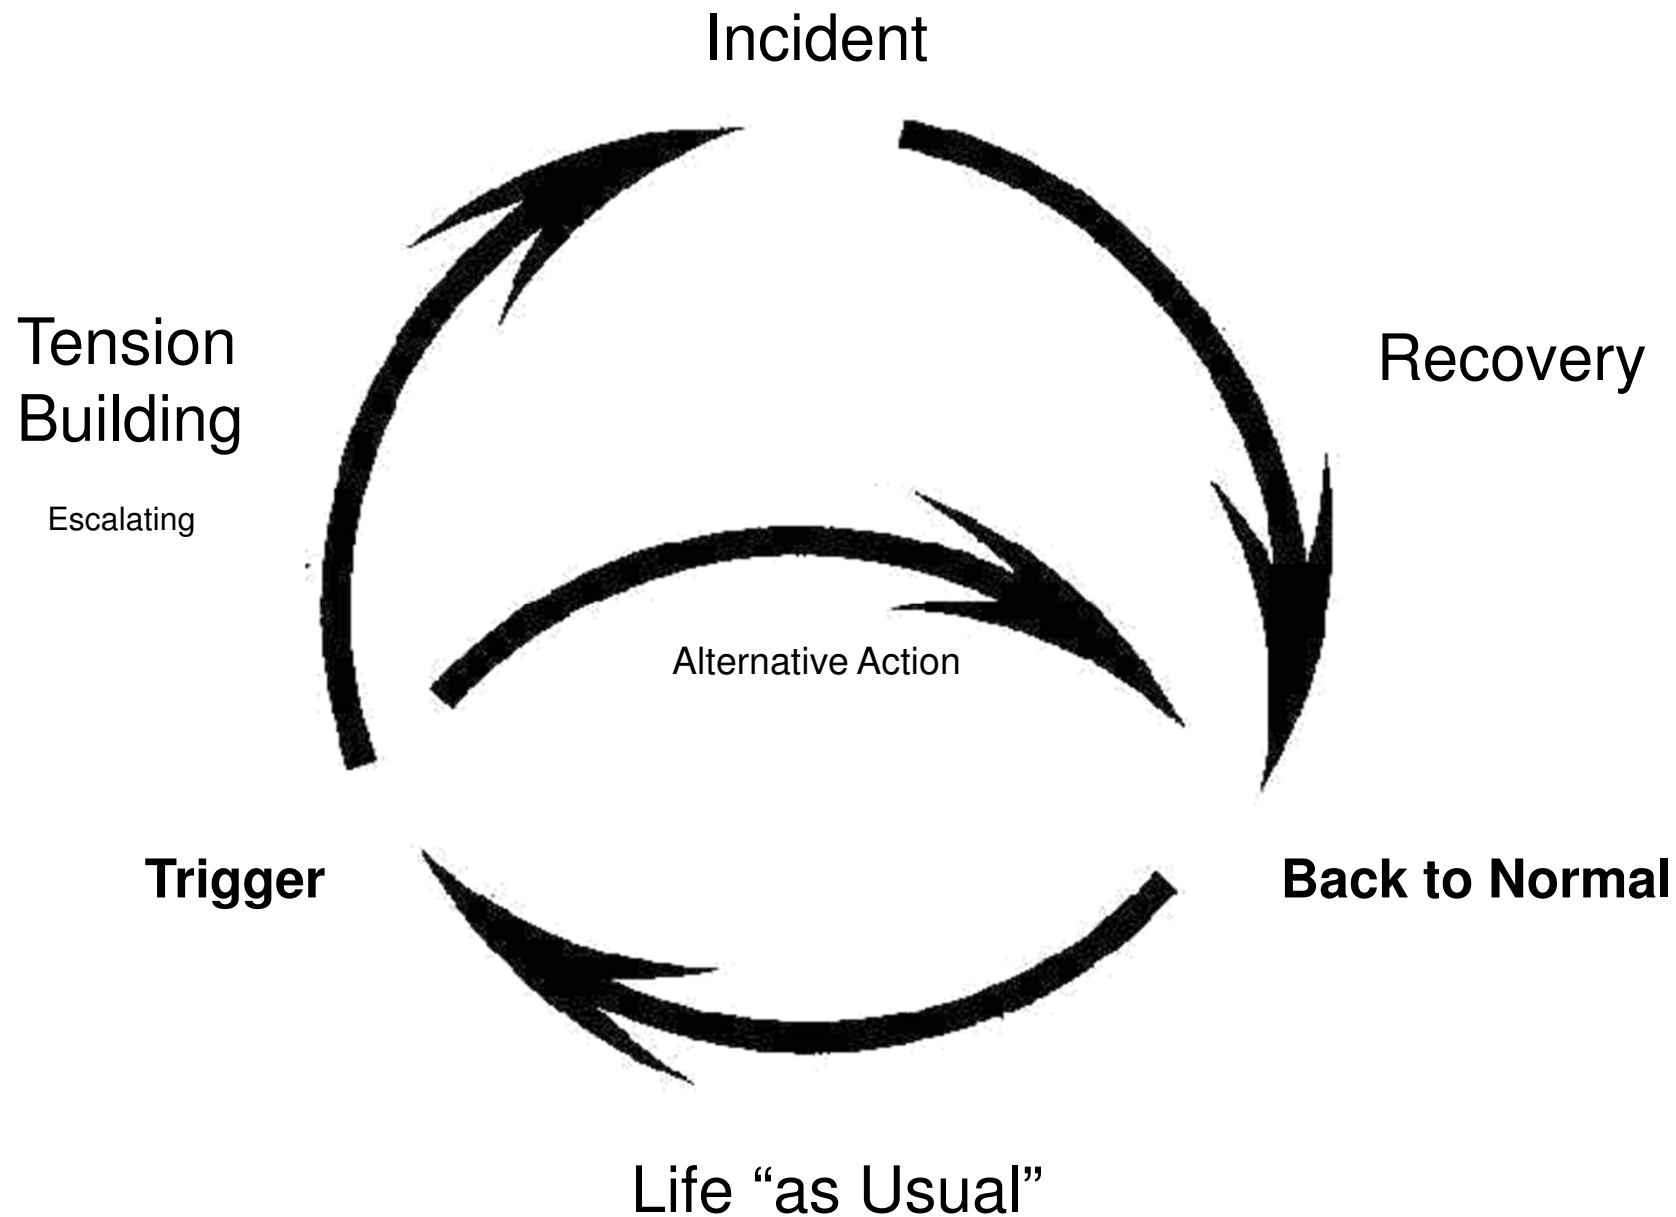 Incident
Tension
Building
Recovery
Escalating
Alternative Action
Trigger
Back to Normal
Life “as Usual”